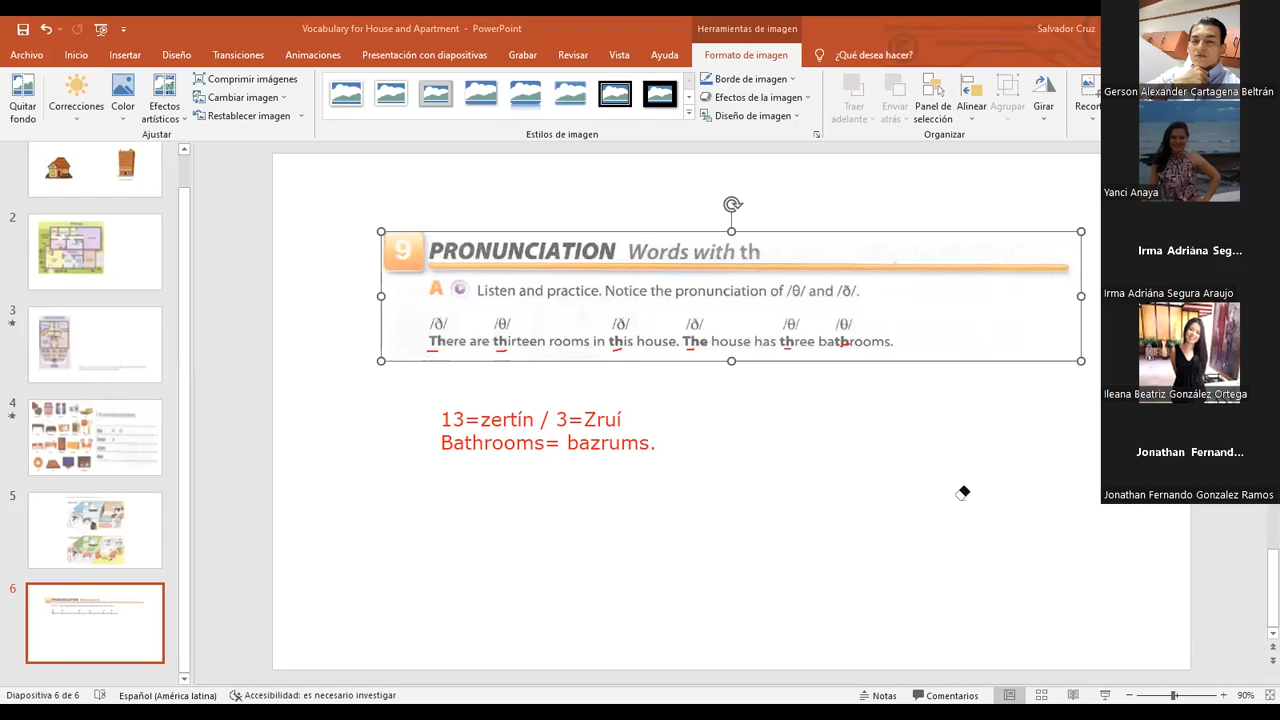 Vocabulary for House and Apartment - PowerPoint
Herramientas de imagen
Salvador Cruz
Archivo Inicio Insertar Diseño Transiciones Animaciones Presentación con diapositivas Grabar Revisar Vista Ayuda Formato de imagen ¿Qué desea hacer?
Quitar fondo
Correcciones
Color
Efectos artísticos
Comprimir imágenes
Cambiar imagen
Restablecer imagen
Ajustar
Estilos de imagen
Borde de imagen
Efectos de la imagen
Diseño de imagen
Traer adelante
Enviar atrás
Panel de selección
Alinear
Agrupar
Girar
Recort
Organizar
2
3
4
5
6
9 PRONUNCIATION Words with th
A Listen and practice. Notice the pronunciation of /θ/ and /ð/.
/ð/ /θ/ /ð/ /ð/ /θ/ /θ/
There are thirteen rooms in this house. The house has three bathrooms.
13=zertín / 3=Zruí
Bathrooms= bazrums.
Gerson Alexander Cartagena Beltrán
Yanci Anaya
Irma Adriána Seg...
Irma Adriána Segura Araujo
Ileana Beatriz González Ortega
Jonathan Fernand...
Jonathan Fernando Gonzalez Ramos
Diapositiva 6 de 6 Español (América latina) Accesibilidad: es necesario investigar Notas Comentarios 90%